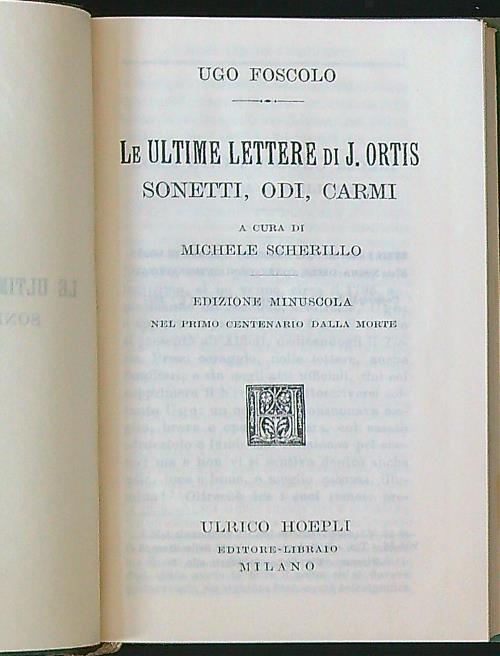 UGO FOSCOLO
LE ULTIME LETTERE DI J. ORTIS
SONETTI, ODI, CARMI
A CURA DI
MICHELE SCHERILLO
EDIZIONE MINUSCOLA
NEL PRIMO CENTENARIO DALLA MORTE
H
ULRICO HOEPLI
EDITORE-LIBRAIO
MILANO